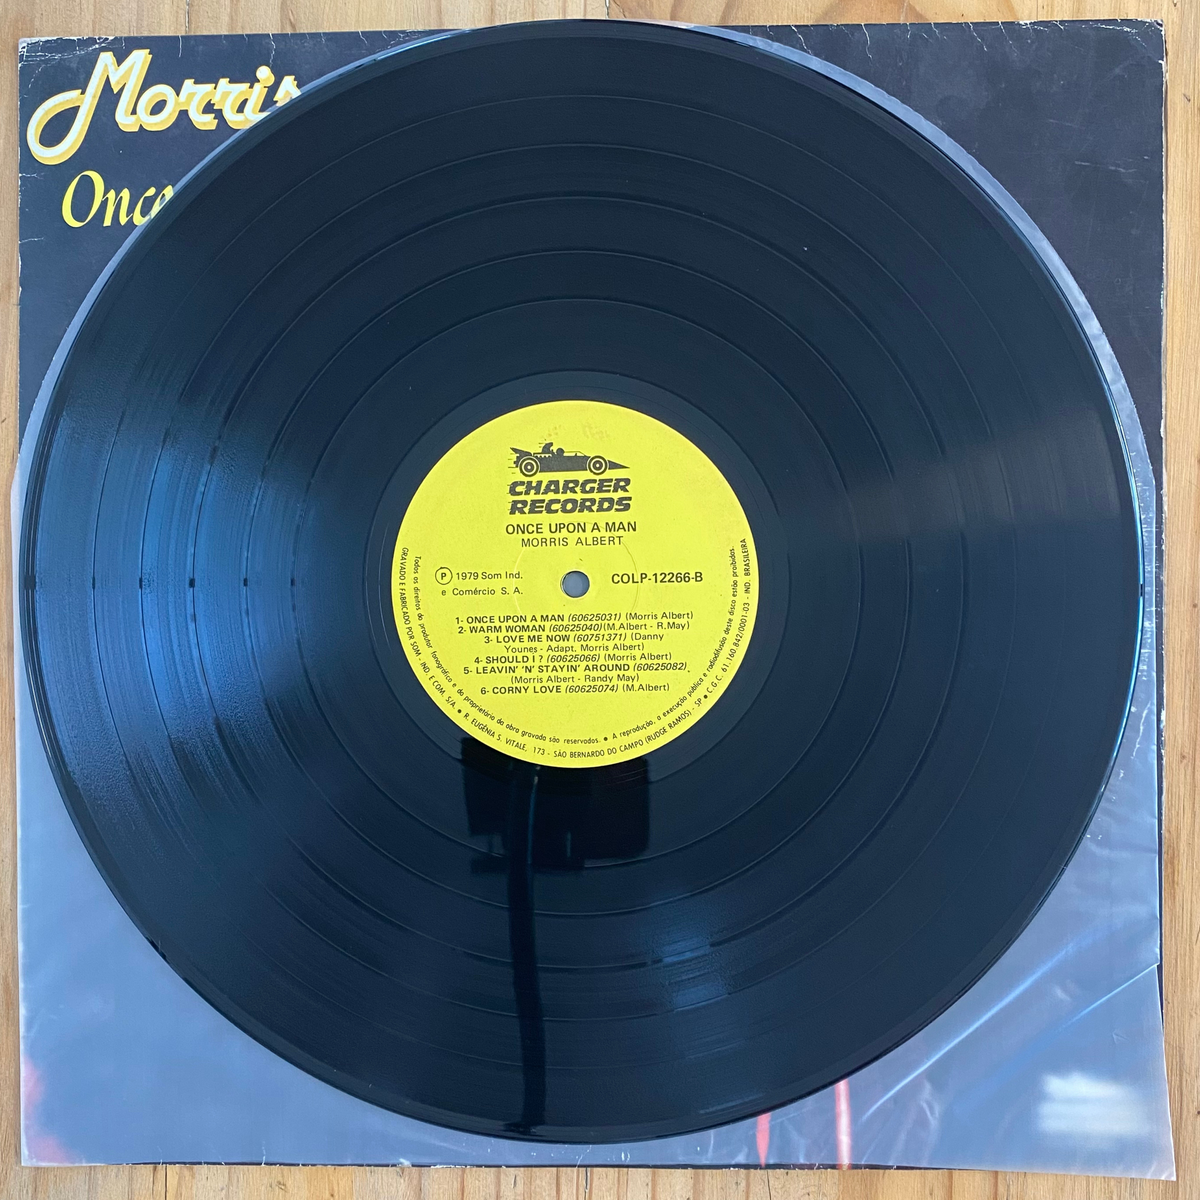 Morris
Once
CHARGER
RECORDS
ONCE UPON A MAN
MORRIS ALBERT
Ⓟ 1979 Som Ind.
e Comércio S. A.
COLP-12266-B
1- ONCE UPON A MAN (60625031) (Morris Albert)
2- WARM WOMAN (60625040)(M.Albert - R.May)
3- LOVE ME NOW (60751371) (Danny
Younes - Adapt. Morris Albert)
4- SHOULD I ? (60625066) (Morris Albert)
5- LEAVIN' 'N' STAYIN' AROUND (60625082)
(Morris Albert - Randy May)
6- CORNY LOVE (60625074) (M.Albert)
Todos os direitos do produtor fonográfico e do proprietário da obra gravada são reservados. ● A reprodução, a execução pública e radiodifusão deste disco estão proibidas.
GRAVADO E FABRICADO POR SOM - IND. E COM. S/A. ● R. EUGÊNIA S. VITALE, 173 - SÃO BERNARDO DO CAMPO (RUDGE RAMOS) - SP ● C.G.C. 61.160.842/0001-03 - IND. BRASILEIRA